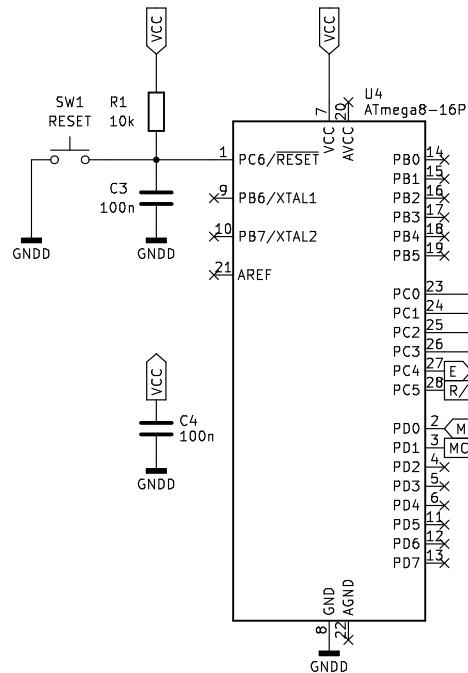 VCC
VCC
SW1
RESET
R1
10k
U4
ATmega8-16P
7
20
VCC
AVCC
1
PC6/RESET
PB0
14
C3
100n
9
PB6/XTAL1
PB1
15
PB2
16
PB3
17
10
PB7/XTAL2
PB4
18
PB5
19
GNDD
GNDD
21
AREF
PC0
23
PC1
24
PC2
25
PC3
26
PC4
27
E
PC5
28
R/
VCC
C4
100n
GNDD
PD0
2
M
PD1
3
MC
PD2
4
PD3
5
PD4
6
PD5
11
PD6
12
PD7
13
GND
AGND
8
22
GNDD